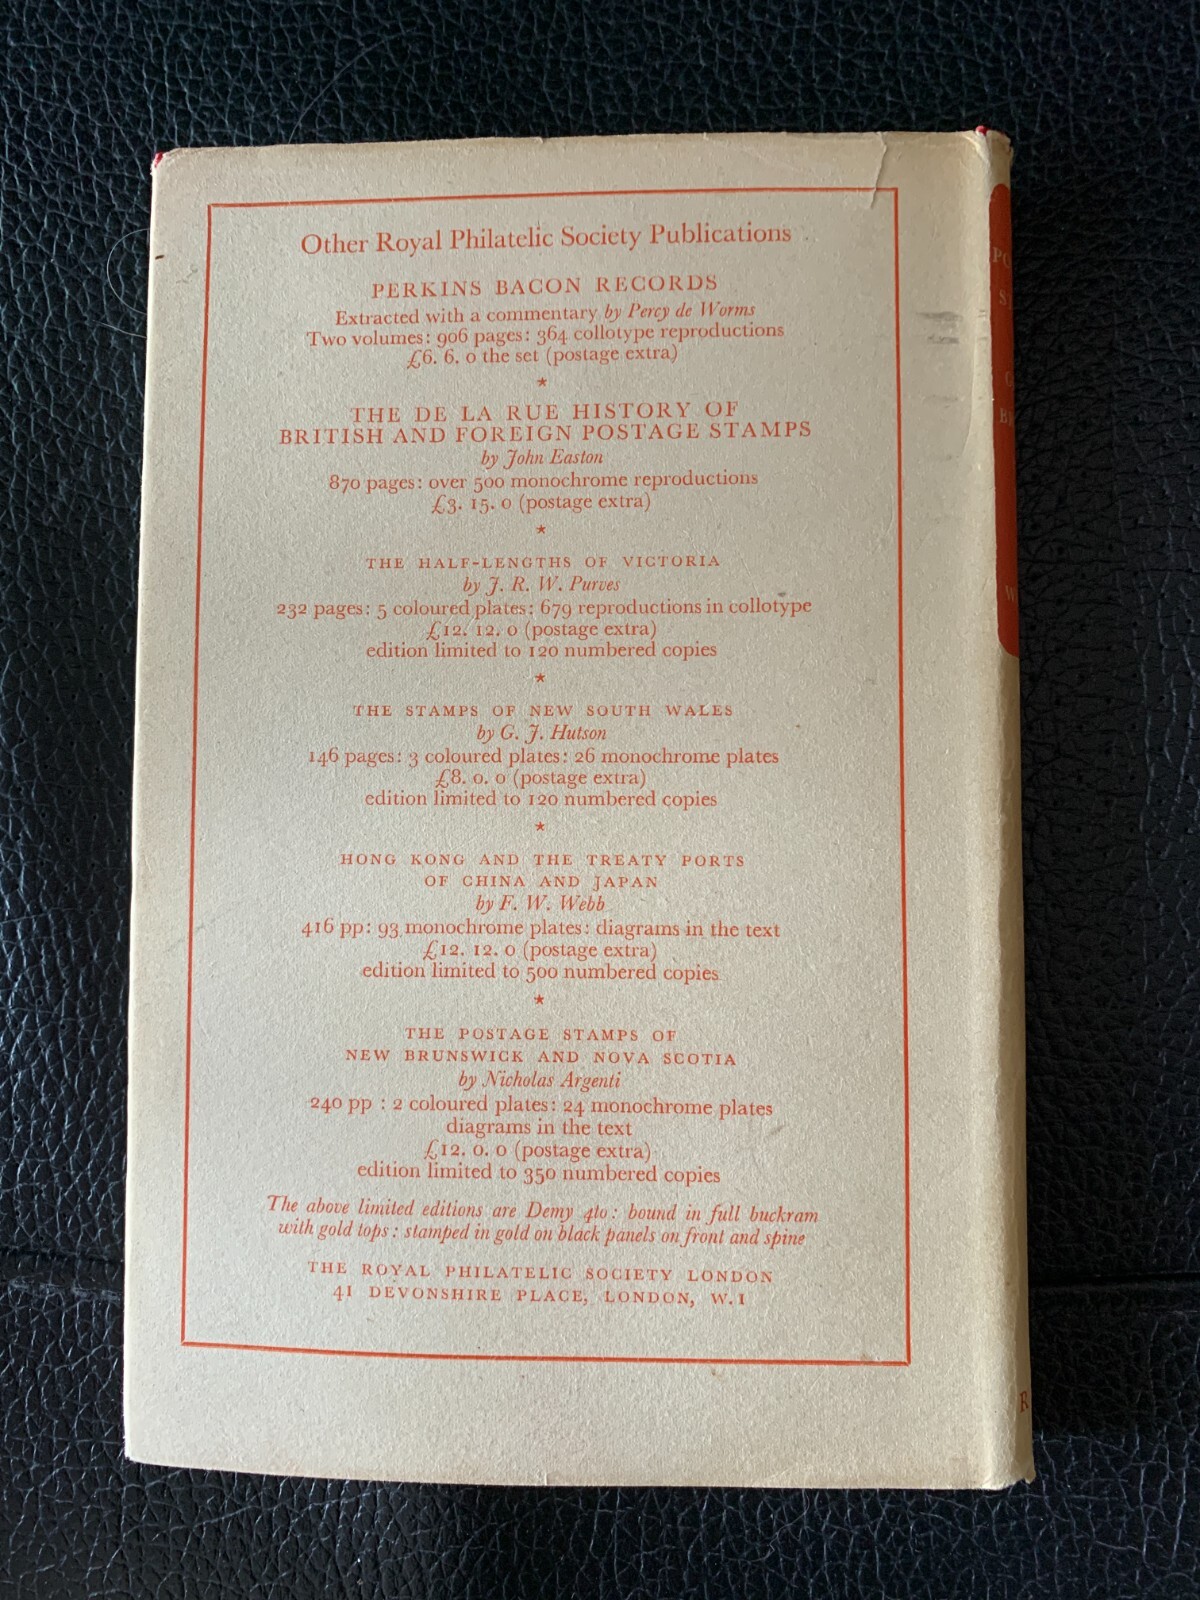 Other Royal Philatelic Society Publications
PERKINS BACON RECORDS
Extracted with a commentary by Percy de Worms
Two volumes: 906 pages: 364 collotype reproductions
£6. 6. 0 the set (postage extra)
*
THE DE LA RUE HISTORY OF
BRITISH AND FOREIGN POSTAGE STAMPS
by John Easton
870 pages: over 500 monochrome reproductions
£3. 15. 0 (postage extra)
*
THE HALF-LENGTHS OF VICTORIA
by J. R. W. Purves
232 pages: 5 coloured plates: 679 reproductions in collotype
£12. 12. 0 (postage extra)
edition limited to 120 numbered copies
*
THE STAMPS OF NEW SOUTH WALES
by G. J. Hutson
146 pages: 3 coloured plates: 26 monochrome plates
£8. 0. 0 (postage extra)
edition limited to 120 numbered copies
*
HONG KONG AND THE TREATY PORTS
OF CHINA AND JAPAN
by F. W. Webb
416 pp: 93 monochrome plates: diagrams in the text
£12. 12. 0 (postage extra)
edition limited to 500 numbered copies
*
THE POSTAGE STAMPS OF
NEW BRUNSWICK AND NOVA SCOTIA
by Nicholas Argenti
240 pp : 2 coloured plates: 24 monochrome plates
diagrams in the text
£12. 0. 0 (postage extra)
edition limited to 350 numbered copies
The above limited editions are Demy 4to: bound in full buckram
with gold tops: stamped in gold on black panels on front and spine
THE ROYAL PHILATELIC SOCIETY LONDON
41 DEVONSHIRE PLACE, LONDON, W.1